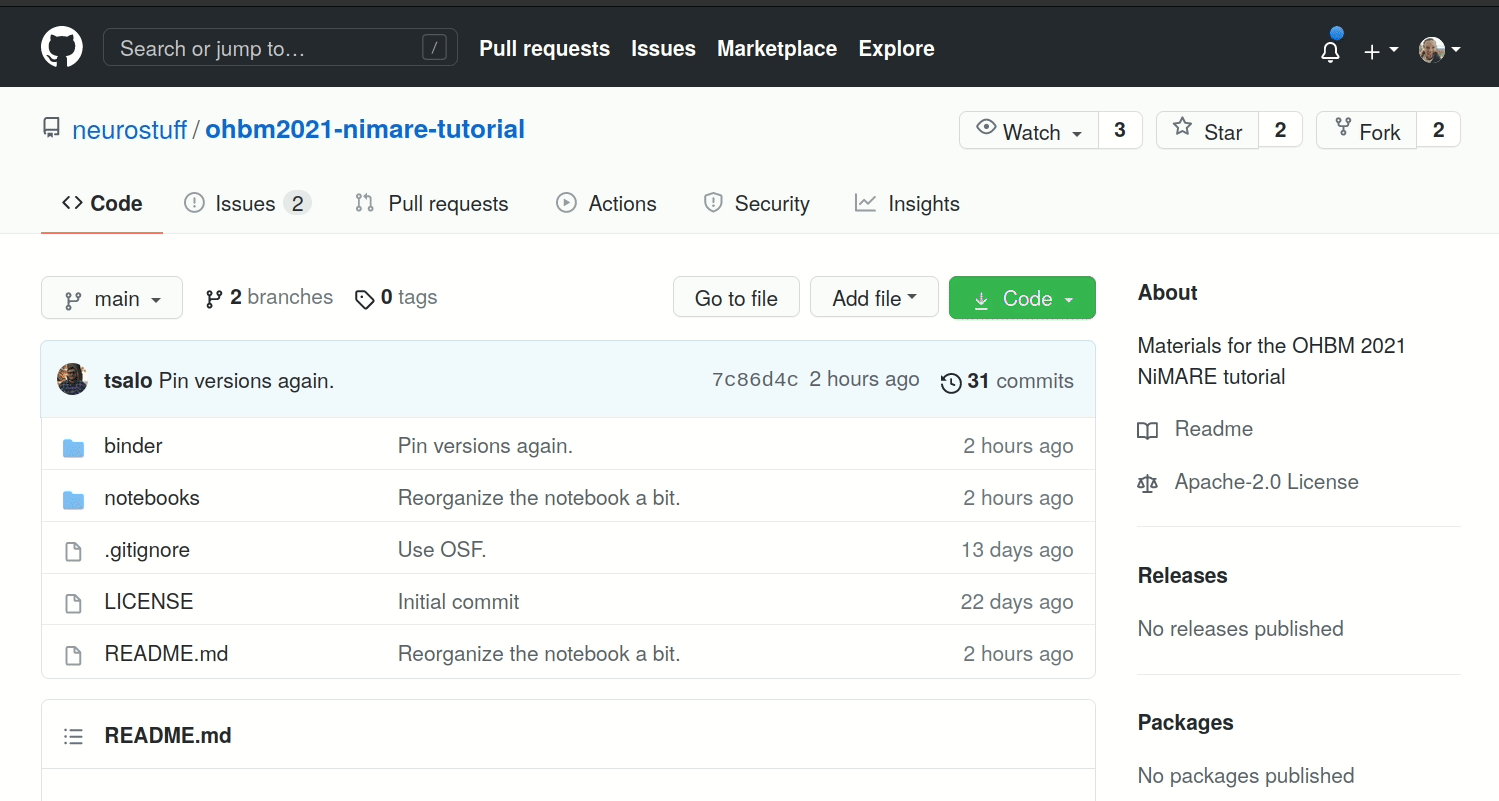 Search or jump to… / Pull requests Issues Marketplace Explore
neurostuff / ohbm2021-nimare-tutorial Watch 3 Star 2 Fork 2
Code Issues 2 Pull requests Actions Security Insights
main 2 branches 0 tags Go to file Add file Code
tsalo Pin versions again. 7c86d4c 2 hours ago 31 commits
binder Pin versions again. 2 hours ago
notebooks Reorganize the notebook a bit. 2 hours ago
.gitignore Use OSF. 13 days ago
LICENSE Initial commit 22 days ago
README.md Reorganize the notebook a bit. 2 hours ago
README.md
About
Materials for the OHBM 2021
NiMARE tutorial
Readme
Apache-2.0 License
Releases
No releases published
Packages
No packages published